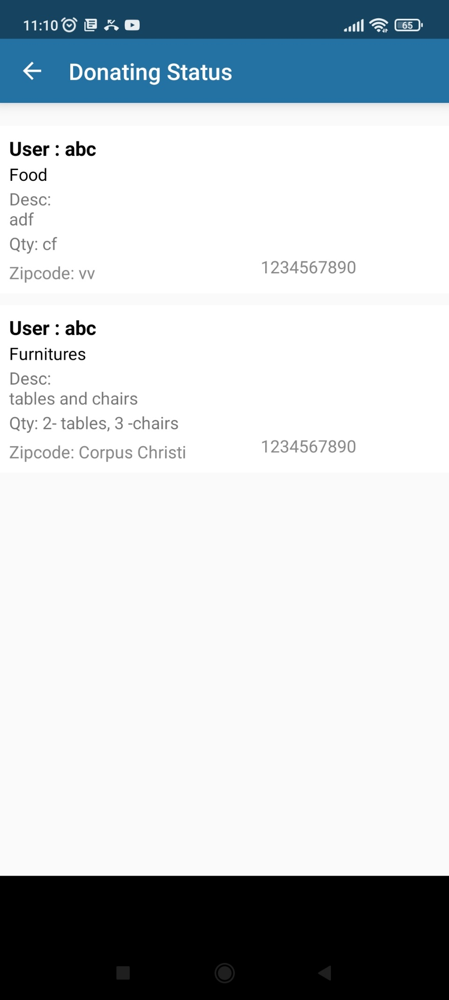 11:10
65
Donating Status
User : abc
Food
Desc:
adf
Qty: cf
Zipcode: vv
1234567890
User : abc
Furnitures
Desc:
tables and chairs
Qty: 2- tables, 3 -chairs
Zipcode: Corpus Christi
1234567890